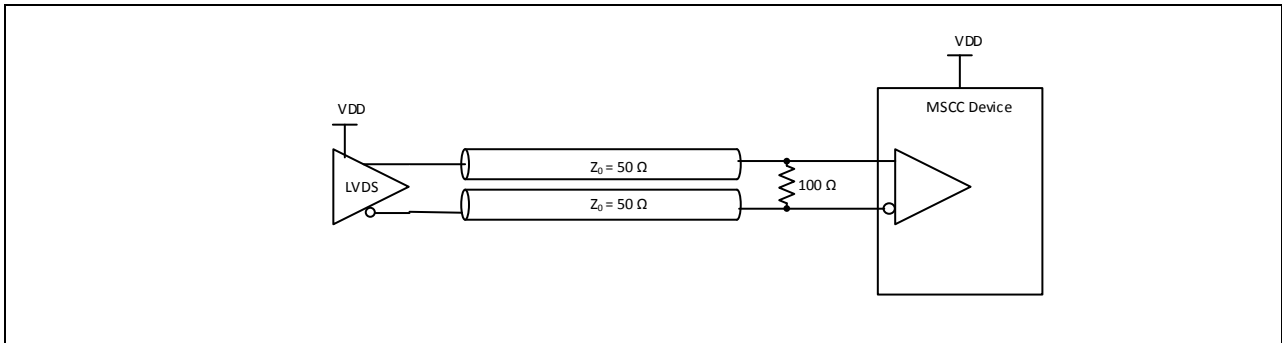 VDD
MSCC Device
VDD
LVDS
Z₀ = 50 Ω
100 Ω
Z₀ = 50 Ω